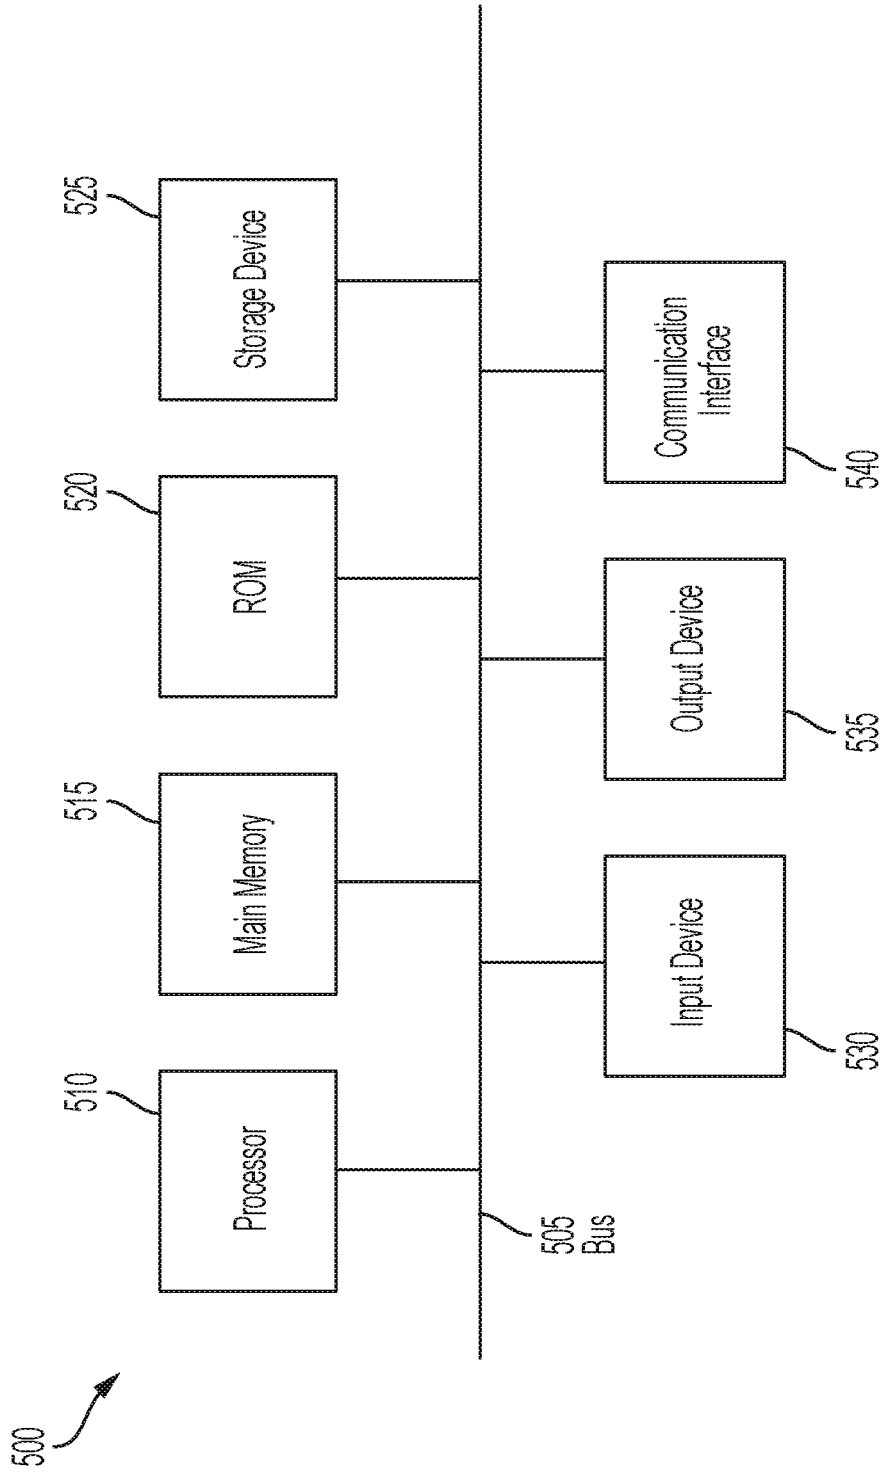 500
510
515
520
525
Processor
Main Memory
ROM
Storage Device
505
Bus
Input Device
Output Device
Communication
Interface
530
535
540